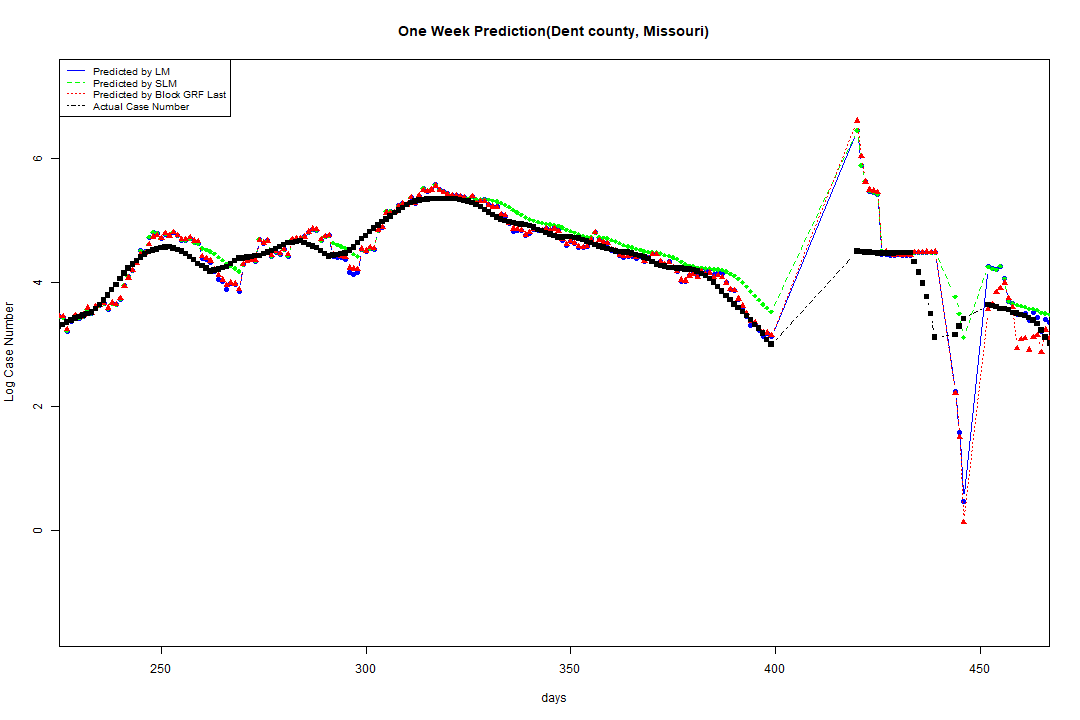 One Week Prediction(Dent county, Missouri)
Predicted by LM
Predicted by SLM
Predicted by Block GRF Last
Actual Case Number
6
4
2
0
Log Case Number
250
300
350
400
450
days